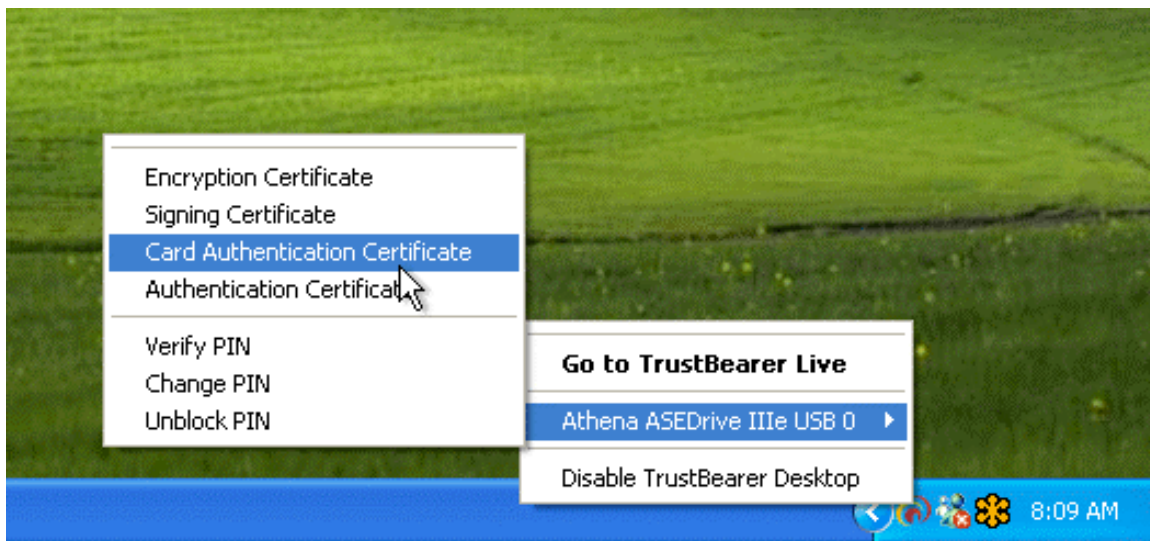 Encryption Certificate
Signing Certificate
Card Authentication Certificate
Authentication Certificat
Verify PIN
Change PIN
Unblock PIN
Go to TrustBearer Live
Athena ASEDrive IIIe USB 0
Disable TrustBearer Desktop
8:09 AM